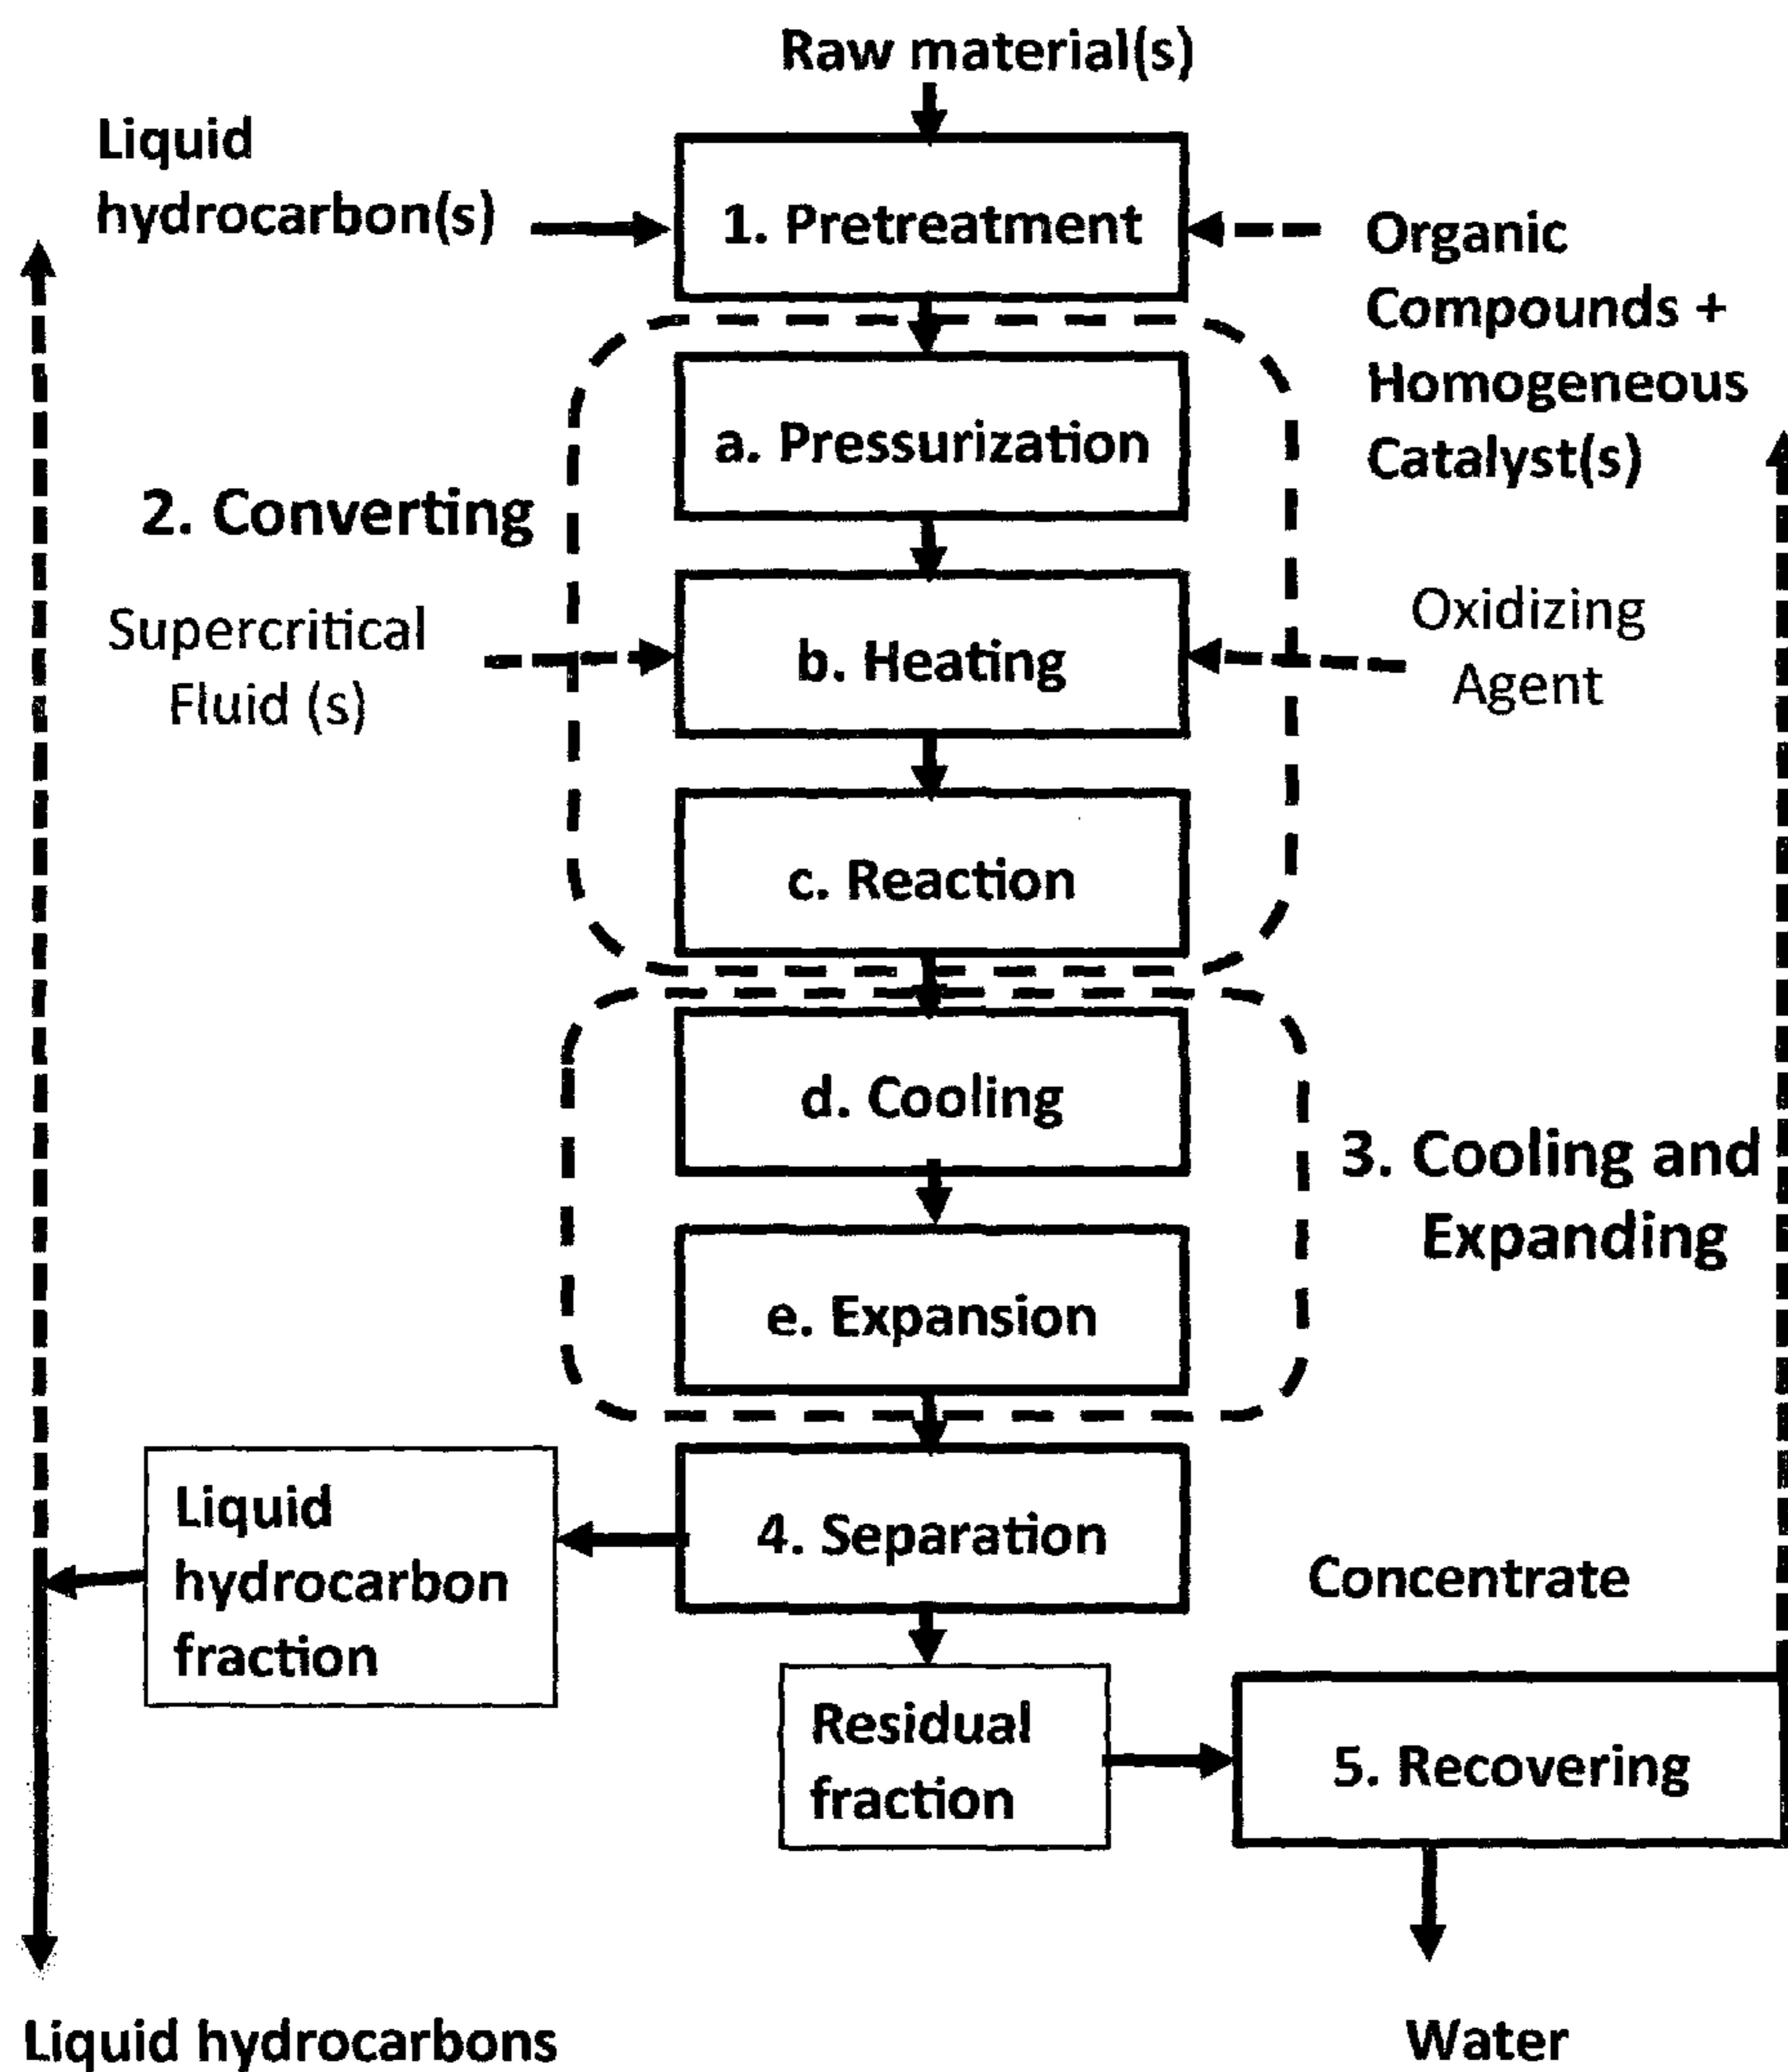 Raw material(s)
Liquid
hydrocarbon(s)
1. Pretreatment
Organic
Compounds +
Homogeneous
Catalyst(s)
a. Pressurization
2. Converting
Supercritical
Fluid (s)
b. Heating
Oxidizing
Agent
c. Reaction
d. Cooling
3. Cooling and
Expanding
e. Expansion
4. Separation
Liquid
hydrocarbon
fraction
Concentrate
Residual
fraction
5. Recovering
Liquid hydrocarbons
Water